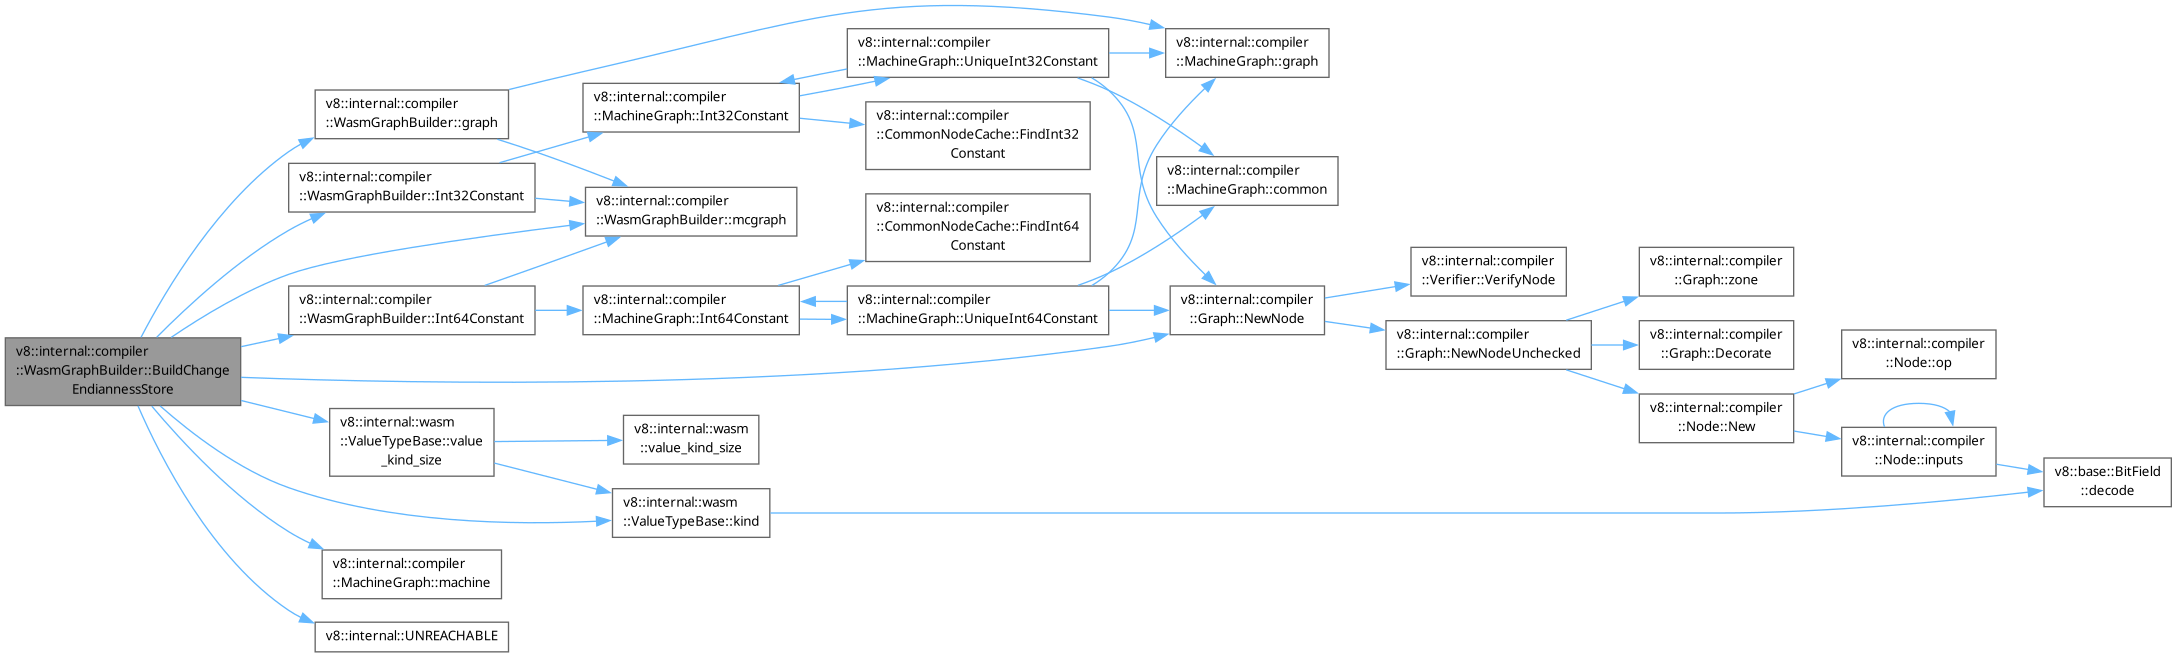 v8::internal::compiler
::WasmGraphBuilder::BuildChange
EndiannessStore
v8::internal::compiler
::WasmGraphBuilder::graph
v8::internal::compiler
::WasmGraphBuilder::Int32Constant
v8::internal::compiler
::WasmGraphBuilder::Int64Constant
v8::internal::wasm
::ValueTypeBase::value
_kind_size
v8::internal::compiler
::MachineGraph::machine
v8::internal::UNREACHABLE
v8::internal::compiler
::MachineGraph::Int32Constant
v8::internal::compiler
::WasmGraphBuilder::mcgraph
v8::internal::compiler
::MachineGraph::Int64Constant
v8::internal::wasm
::value_kind_size
v8::internal::wasm
::ValueTypeBase::kind
v8::internal::compiler
::MachineGraph::UniqueInt32Constant
v8::internal::compiler
::CommonNodeCache::FindInt32
Constant
v8::internal::compiler
::CommonNodeCache::FindInt64
Constant
v8::internal::compiler
::MachineGraph::UniqueInt64Constant
v8::internal::compiler
::MachineGraph::graph
v8::internal::compiler
::MachineGraph::common
v8::internal::compiler
::Graph::NewNode
v8::internal::compiler
::Verifier::VerifyNode
v8::internal::compiler
::Graph::NewNodeUnchecked
v8::internal::compiler
::Graph::zone
v8::internal::compiler
::Graph::Decorate
v8::internal::compiler
::Node::New
v8::internal::compiler
::Node::op
v8::internal::compiler
::Node::inputs
v8::base::BitField
::decode